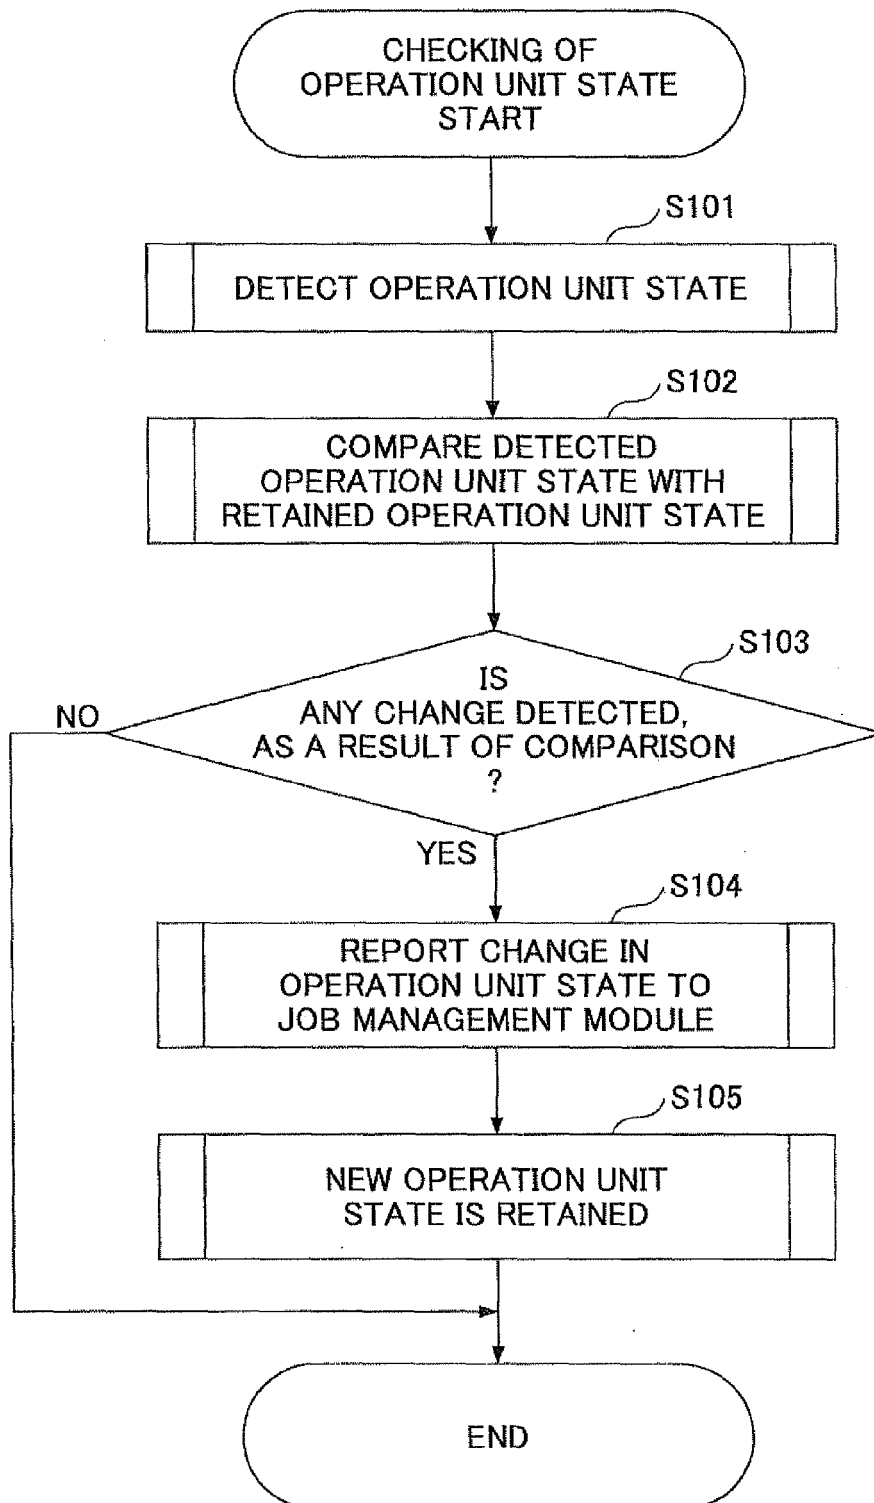 CHECKING OF
OPERATION UNIT STATE
START
S101
DETECT OPERATION UNIT STATE
S102
COMPARE DETECTED
OPERATION UNIT STATE WITH
RETAINED OPERATION UNIT STATE
S103
IS
ANY CHANGE DETECTED,
AS A RESULT OF COMPARISON
?
NO
YES
S104
REPORT CHANGE IN
OPERATION UNIT STATE TO
JOB MANAGEMENT MODULE
S105
NEW OPERATION UNIT
STATE IS RETAINED
END